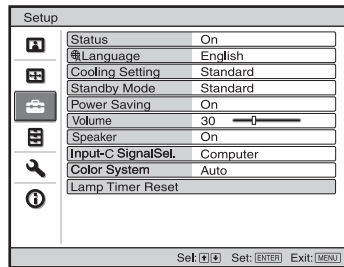 Setup
Status On
Language English
Cooling Setting Standard
Standby Mode Standard
Power Saving On
Volume 30
Speaker On
Input-C SignalSel. Computer
Color System Auto
Lamp Timer Reset
Sel: Set: ENTER Exit: MENU